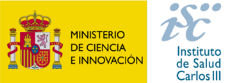 MINISTERIO
DE CIENCIA
E INNOVACIÓN
isc
Instituto
de Salud
Carlos III